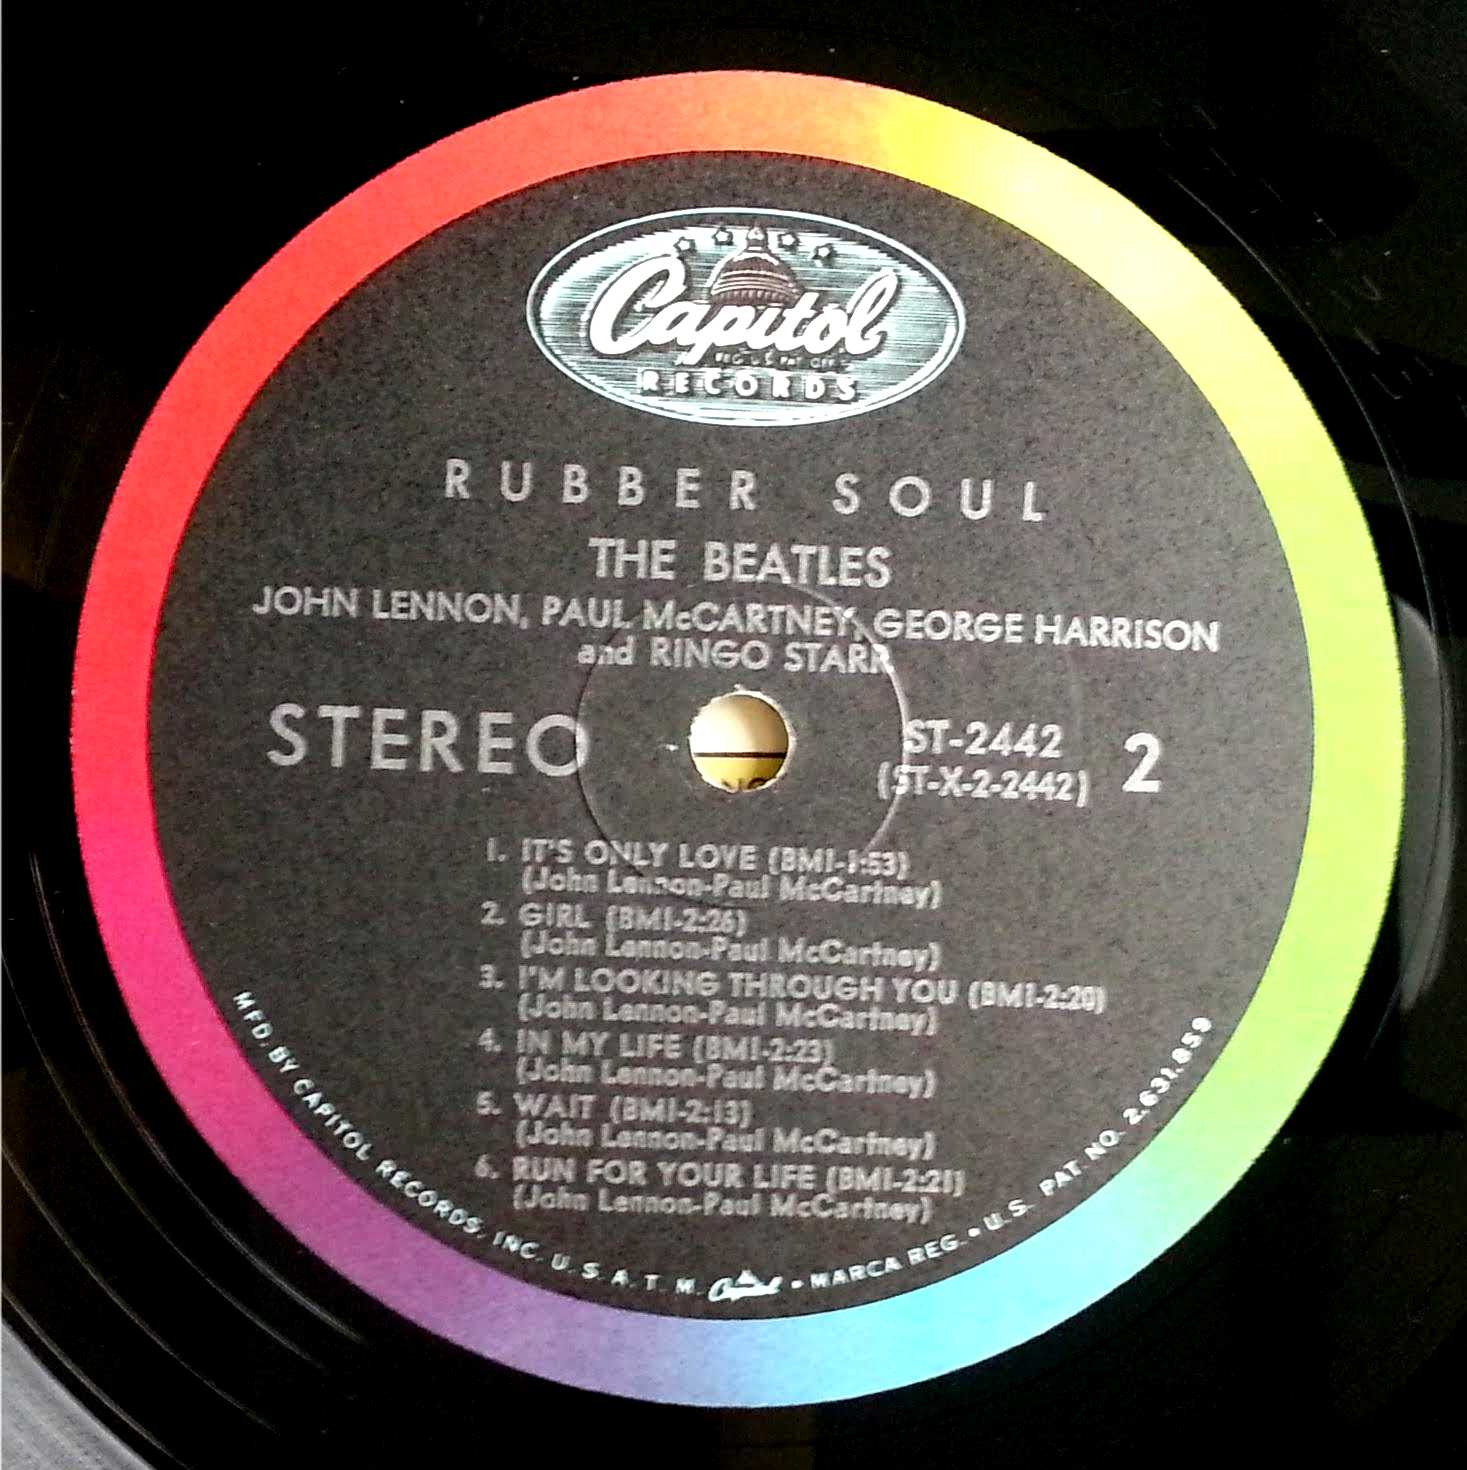 Capitol
RECORDS
RUBBER SOUL
THE BEATLES
JOHN LENNON, PAUL McCARTNEY, GEORGE HARRISON
and RINGO STARR
STEREO
ST-2442
(ST-X-2-2442)
2
1. IT'S ONLY LOVE (BMI-1:53)
(John Lennon-Paul McCartney)
2. GIRL (BMI-2:26)
(John Lennon-Paul McCartney)
3. I'M LOOKING THROUGH YOU (BMI-2:20)
(John Lennon-Paul McCartney)
4. IN MY LIFE (BMI-2:23)
(John Lennon-Paul McCartney)
5. WAIT (BMI-2:13)
(John Lennon-Paul McCartney)
6. RUN FOR YOUR LIFE (BMI-2:21)
(John Lennon-Paul McCartney)
MFD. BY CAPITOL RECORDS, INC. U.S.A. T.M. Capitol • MARCA REG. • U.S. PAT NO. 2,631,859